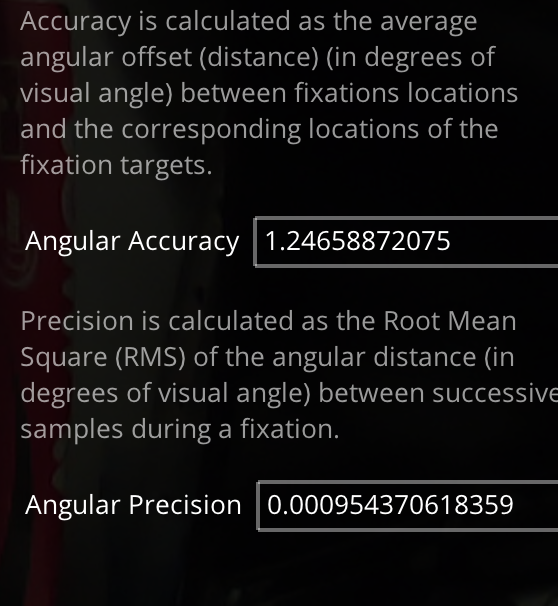 Accuracy is calculated as the average
angular offset (distance) (in degrees of
visual angle) between fixations locations
and the corresponding locations of the
fixation targets.
Angular Accuracy 1.24658872075
Precision is calculated as the Root Mean
Square (RMS) of the angular distance (in
degrees of visual angle) between successive
samples during a fixation.
Angular Precision 0.000954370618359